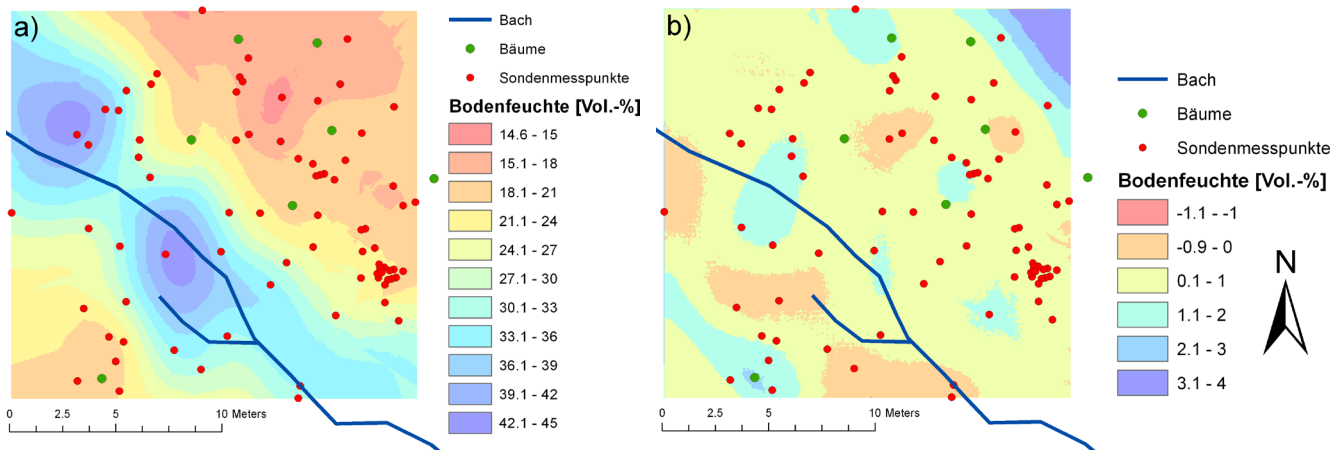 a)
Bach
Bäume
Sondenmesspunkte
Bodenfeuchte [Vol.-%]
14.6 - 15
15.1 - 18
18.1 - 21
21.1 - 24
24.1 - 27
27.1 - 30
30.1 - 33
33.1 - 36
36.1 - 39
39.1 - 42
42.1 - 45
0 2.5 5 10 Meters
b)
Bach
Bäume
Sondenmesspunkte
Bodenfeuchte [Vol.-%]
-1.1 - -1
-0.9 - 0
0.1 - 1
1.1 - 2
2.1 - 3
3.1 - 4
N
0 2.5 5 10 Meters